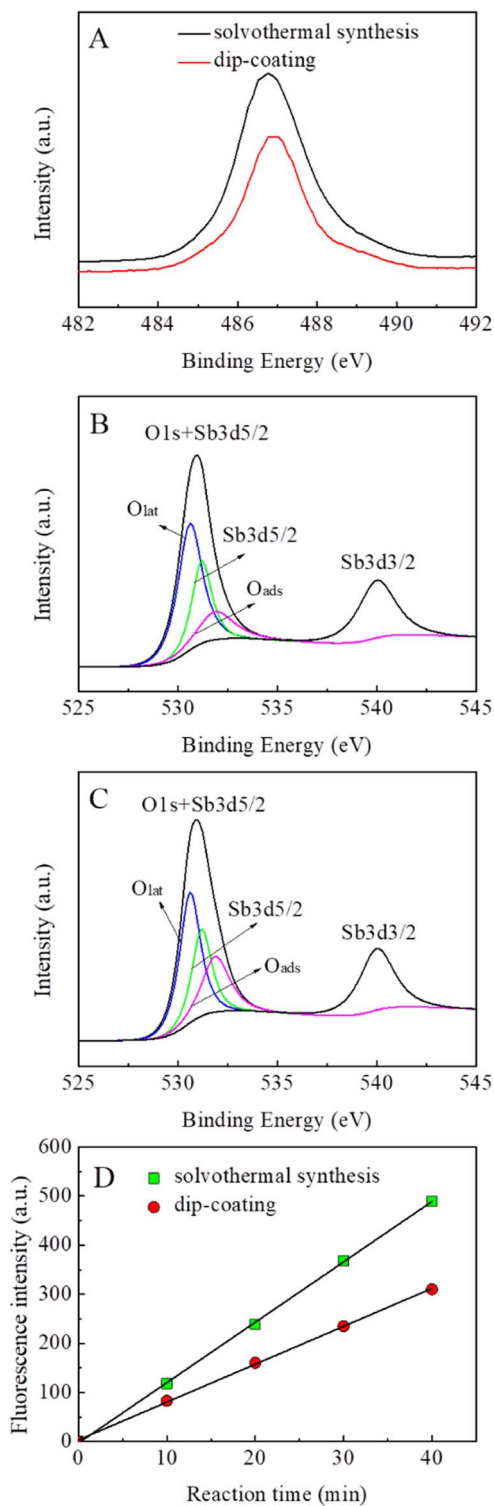 A
solvothermal synthesis
dip-coating
Intensity (a.u.)
482 484 486 488 490 492
Binding Energy (eV)
B
O1s+Sb3d5/2
Olat
Sb3d5/2
Oads
Sb3d3/2
Intensity (a.u.)
525 530 535 540 545
Binding Energy (eV)
C
O1s+Sb3d5/2
Olat
Sb3d5/2
Oads
Sb3d3/2
Intensity (a.u.)
525 530 535 540 545
Binding Energy (eV)
D
solvothermal synthesis
dip-coating
Fluorescence intensity (a.u.)
600
500
400
300
200
100
0
0 10 20 30 40
Reaction time (min)